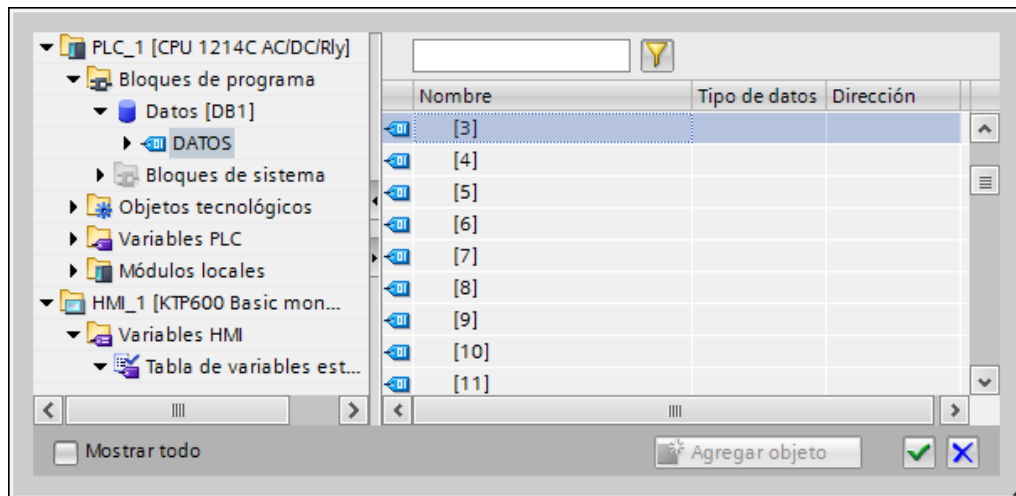 PLC_1 [CPU 1214C AC/DC/Rly]
Bloques de programa
Datos [DB1]
DATOS
Bloques de sistema
Objetos tecnológicos
Variables PLC
Módulos locales
HMI_1 [KTP600 Basic mon...
Variables HMI
Tabla de variables est...
Nombre Tipo de datos Dirección
[3]
[4]
[5]
[6]
[7]
[8]
[9]
[10]
[11]
Mostrar todo
Agregar objeto